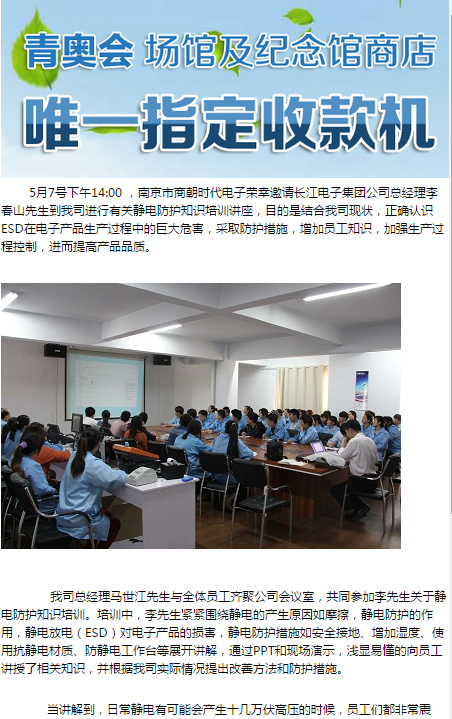 青奥会 场馆及纪念馆商店
唯一指定收款机
5月7号下午14:00 ，南京市商朝时代电子荣幸邀请长江电子集团公司总经理李
春山先生到我司进行有关静电防护知识培训讲座，目的是结合我司现状，正确认识
ESD在电子产品生产过程中的巨大危害，采取防护措施，增加员工知识，加强生产过
程控制，进而提高产品品质。
我司总经理马世江先生与全体员工齐聚公司会议室，共同参加李先生关于静
电防护知识培训。培训中，李先生紧紧围绕静电的产生原因如摩擦，静电防护的作
用，静电放电（ESD）对电子产品的损害，静电防护措施如安全接地、增加湿度、使
用抗静电材质、防静电工作台等展开讲解，通过PPT和现场演示，浅显易懂的向员工
讲授了相关知识，并根据我司实际情况提出改善方法和防护措施。
当讲解到，日常静电有可能会产生十几万伏高压的时候，员工们都非常震